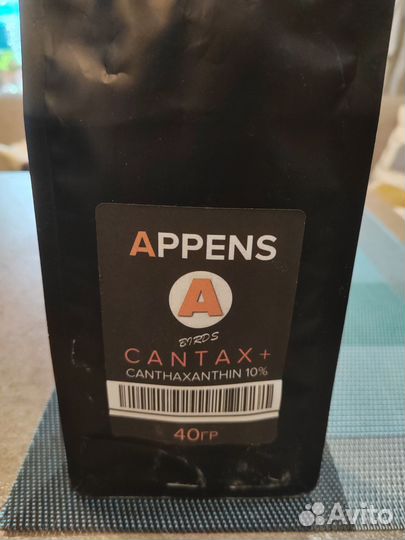 APPENS
A
BIRDS
CANTAX+
CANTHAXANTHIN 10%
40ГР
Avito